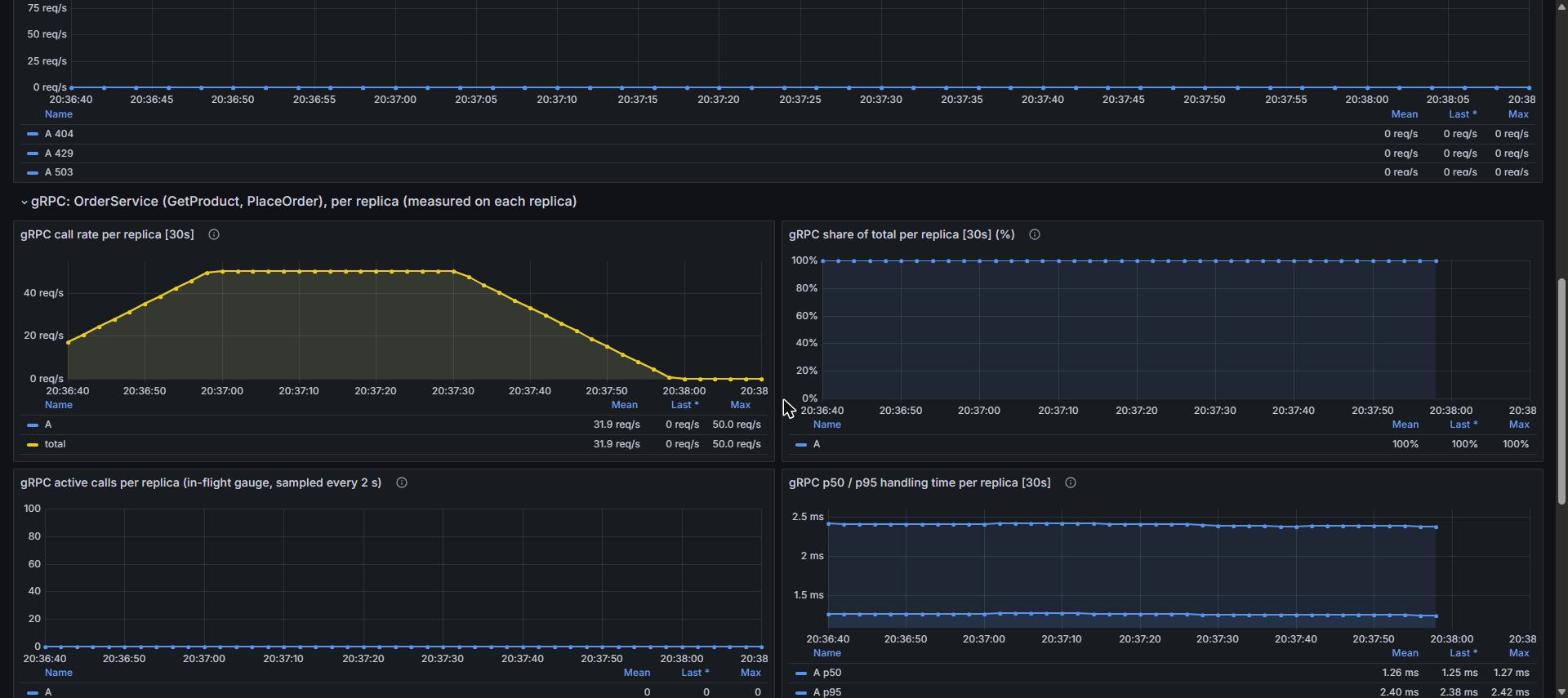 75 req/s
50 req/s
25 req/s
0 req/s
20:36:40 20:36:45 20:36:50 20:36:55 20:37:00 20:37:05 20:37:10 20:37:15 20:37:20 20:37:25 20:37:30 20:37:35 20:37:40 20:37:45 20:37:50 20:37:55 20:38:00 20:38:05 20:38
Name Mean Last * Max
A 404 0 req/s 0 req/s 0 req/s
A 429 0 req/s 0 req/s 0 req/s
A 503 0 req/s 0 req/s 0 req/s
gRPC: OrderService (GetProduct, PlaceOrder), per replica (measured on each replica)
gRPC call rate per replica [30s]
40 req/s
20 req/s
0 req/s
20:36:40 20:36:50 20:37:00 20:37:10 20:37:20 20:37:30 20:37:40 20:37:50 20:38:00 20:38
Name Mean Last * Max
A 31.9 req/s 0 req/s 50.0 req/s
total 31.9 req/s 0 req/s 50.0 req/s
gRPC share of total per replica [30s] (%)
100%
80%
60%
40%
20%
0%
20:36:40 20:36:50 20:37:00 20:37:10 20:37:20 20:37:30 20:37:40 20:37:50 20:38:00 20:38
Name Mean Last * Max
A 100% 100% 100%
gRPC active calls per replica (in-flight gauge, sampled every 2 s)
100
80
60
40
20
0
20:36:40 20:36:50 20:37:00 20:37:10 20:37:20 20:37:30 20:37:40 20:37:50 20:38:00 20:38
Name Mean Last * Max
A 0 0 0
gRPC p50 / p95 handling time per replica [30s]
2.5 ms
2 ms
1.5 ms
20:36:40 20:36:50 20:37:00 20:37:10 20:37:20 20:37:30 20:37:40 20:37:50 20:38:00 20:38
Name Mean Last * Max
A p50 1.26 ms 1.25 ms 1.27 ms
A p95 2.40 ms 2.38 ms 2.42 ms